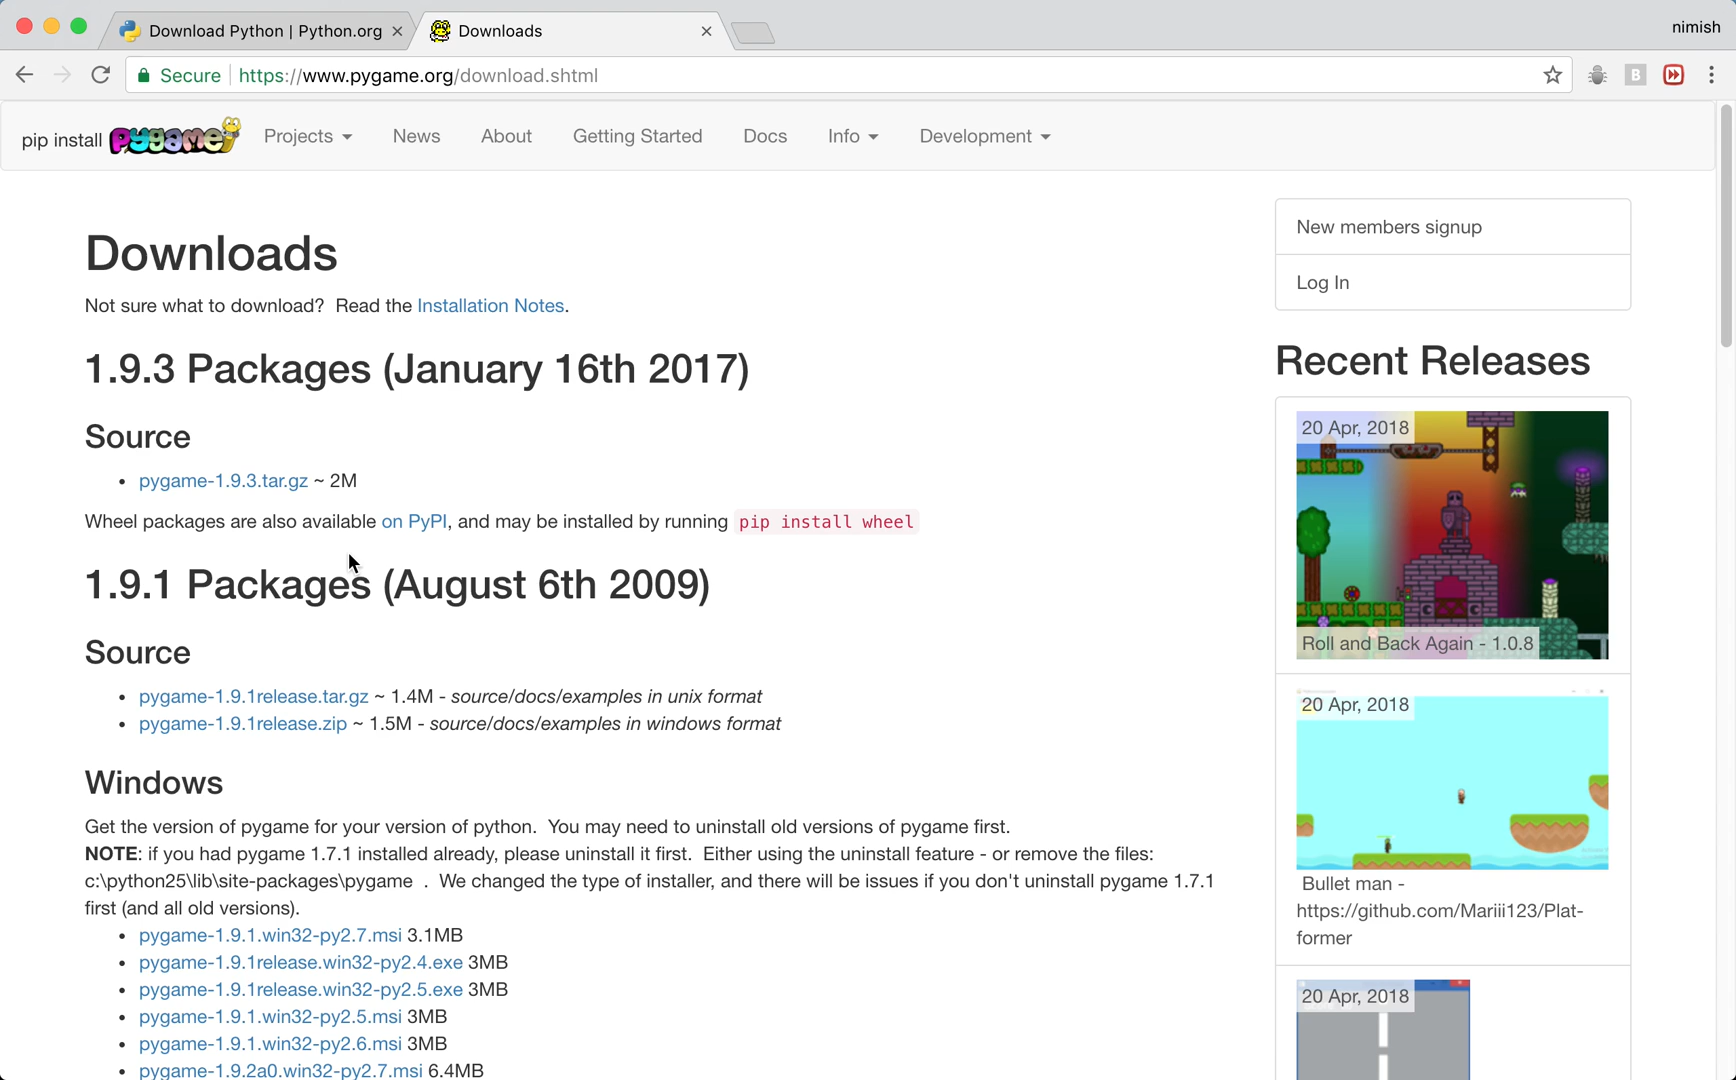 Download Python | Python.org
Downloads
nimish
Secure
https://www.pygame.org/download.shtml
B
pip install pygame
Projects
News
About
Getting Started
Docs
Info
Development
New members signup
Log In
Downloads
Not sure what to download? Read the Installation Notes.
1.9.3 Packages (January 16th 2017)
Source
• pygame-1.9.3.tar.gz ~ 2M
Wheel packages are also available on PyPI, and may be installed by running pip install wheel
1.9.1 Packages (August 6th 2009)
Source
• pygame-1.9.1release.tar.gz ~ 1.4M - source/docs/examples in unix format
• pygame-1.9.1release.zip ~ 1.5M - source/docs/examples in windows format
Windows
Get the version of pygame for your version of python. You may need to uninstall old versions of pygame first.
NOTE: if you had pygame 1.7.1 installed already, please uninstall it first. Either using the uninstall feature - or remove the files:
c:\python25\lib\site-packages\pygame . We changed the type of installer, and there will be issues if you don't uninstall pygame 1.7.1
first (and all old versions).
• pygame-1.9.1.win32-py2.7.msi 3.1MB
• pygame-1.9.1release.win32-py2.4.exe 3MB
• pygame-1.9.1release.win32-py2.5.exe 3MB
• pygame-1.9.1.win32-py2.5.msi 3MB
• pygame-1.9.1.win32-py2.6.msi 3MB
• pygame-1.9.2a0.win32-py2.7.msi 6.4MB
Recent Releases
20 Apr, 2018
Roll and Back Again - 1.0.8
20 Apr, 2018
Bullet man -
https://github.com/Mariii123/Plat-
former
20 Apr, 2018